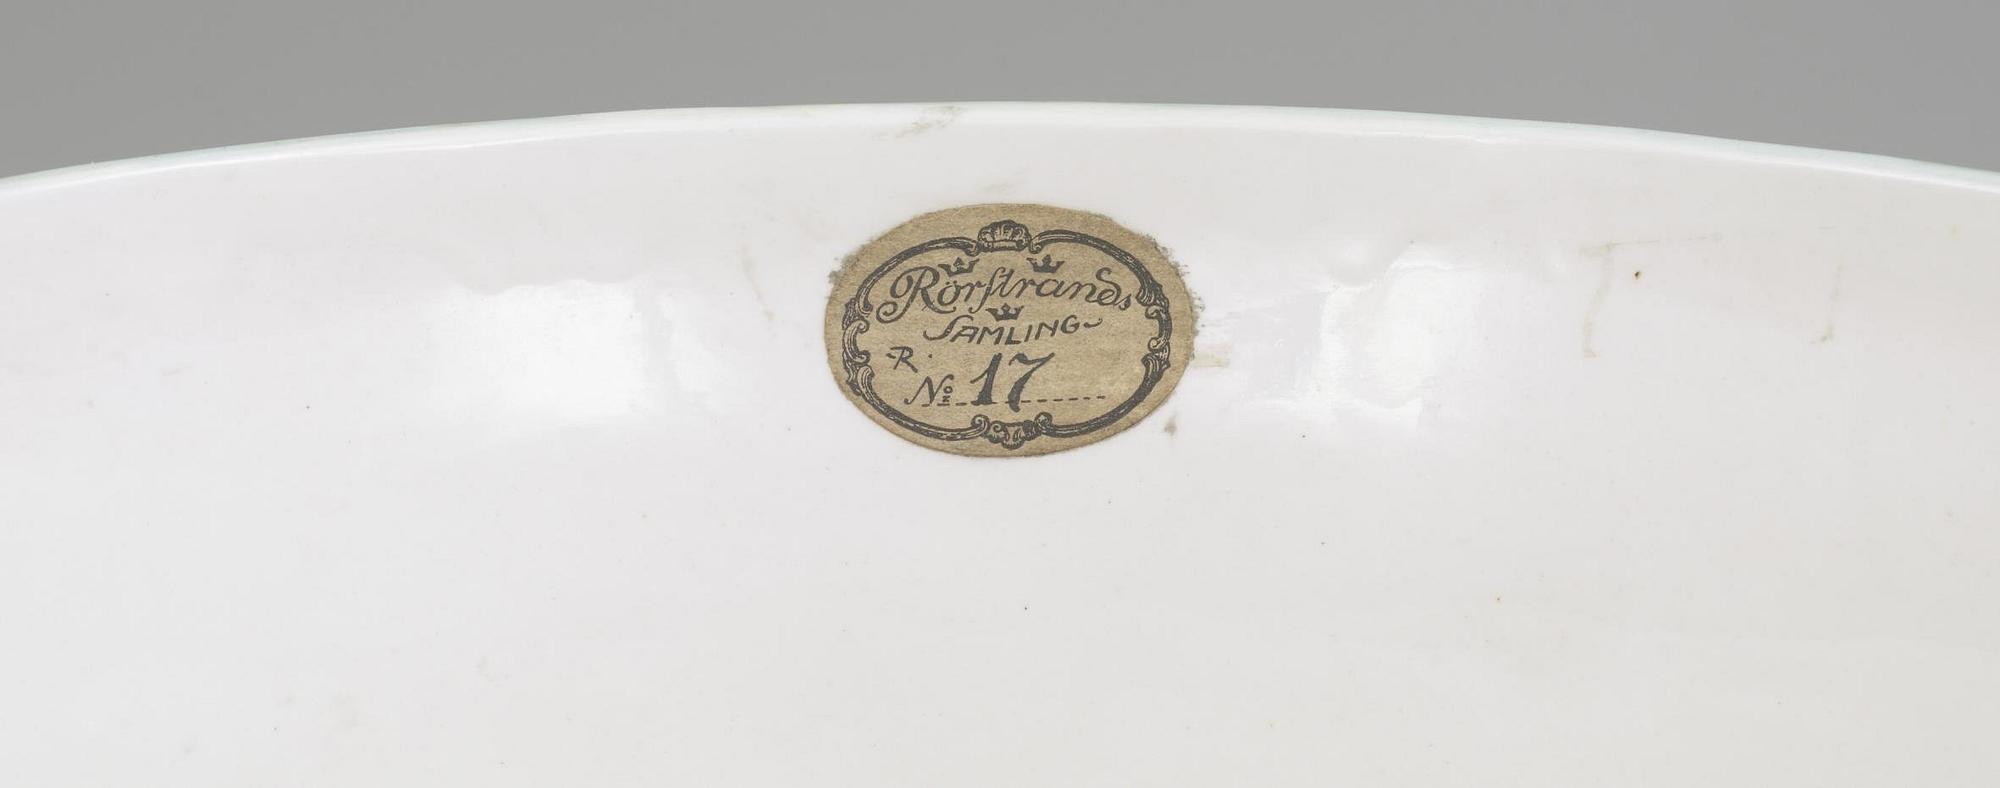 Rörstrands
SAMLING
R.
No 17